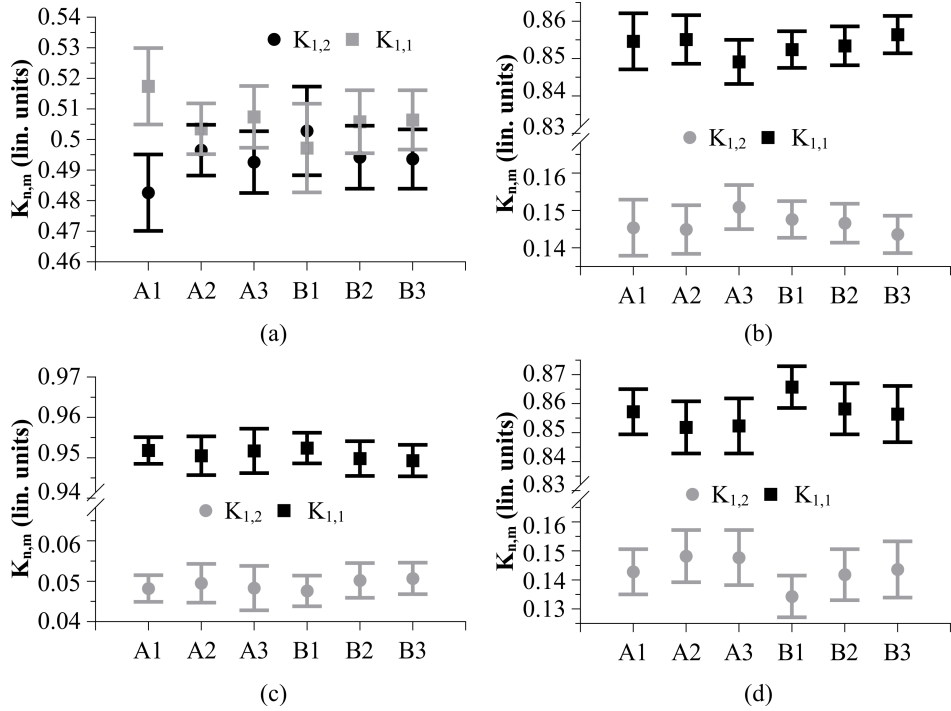 0.54
0.53
0.52
0.51
0.5
0.49
0.48
0.47
0.46
K1,2 K1,1
Kn,m (lin. units)
A1 A2 A3 B1 B2 B3
(a)
0.86
0.85
0.84
0.83
K1,2 K1,1
0.16
0.15
0.14
Kn,m (lin. units)
A1 A2 A3 B1 B2 B3
(b)
0.97
0.96
0.95
0.94
K1,2 K1,1
0.06
0.05
0.04
Kn,m (lin. units)
A1 A2 A3 B1 B2 B3
(c)
0.87
0.86
0.85
0.84
0.83
K1,2 K1,1
0.16
0.15
0.14
0.13
Kn,m (lin. units)
A1 A2 A3 B1 B2 B3
(d)